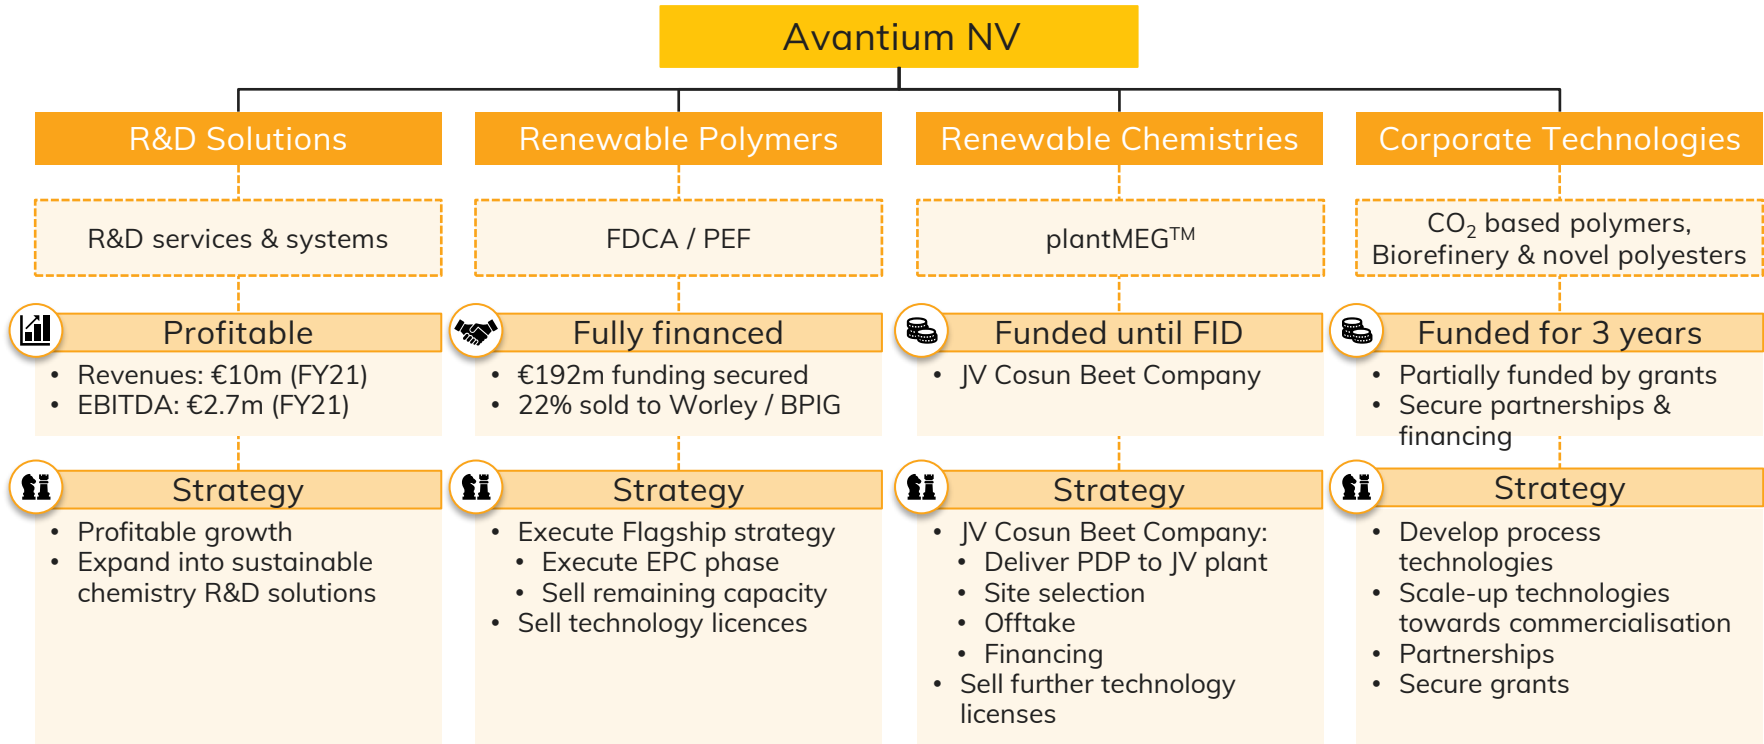 Avantium NV
R&D Solutions
R&D services & systems
Profitable
• Revenues: €10m (FY21)
• EBITDA: €2.7m (FY21)
Strategy
• Profitable growth
• Expand into sustainable
chemistry R&D solutions
Renewable Polymers
FDCA / PEF
Fully financed
• €192m funding secured
• 22% sold to Worley / BPIG
Strategy
• Execute Flagship strategy
• Execute EPC phase
• Sell remaining capacity
• Sell technology licences
Renewable Chemistries
plantMEG™
Funded until FID
• JV Cosun Beet Company
Strategy
• JV Cosun Beet Company:
• Deliver PDP to JV plant
• Site selection
• Offtake
• Financing
• Sell further technology
licenses
Corporate Technologies
CO₂ based polymers,
Biorefinery & novel polyesters
Funded for 3 years
• Partially funded by grants
• Secure partnerships &
financing
Strategy
• Develop process
technologies
• Scale-up technologies
towards commercialisation
• Partnerships
• Secure grants